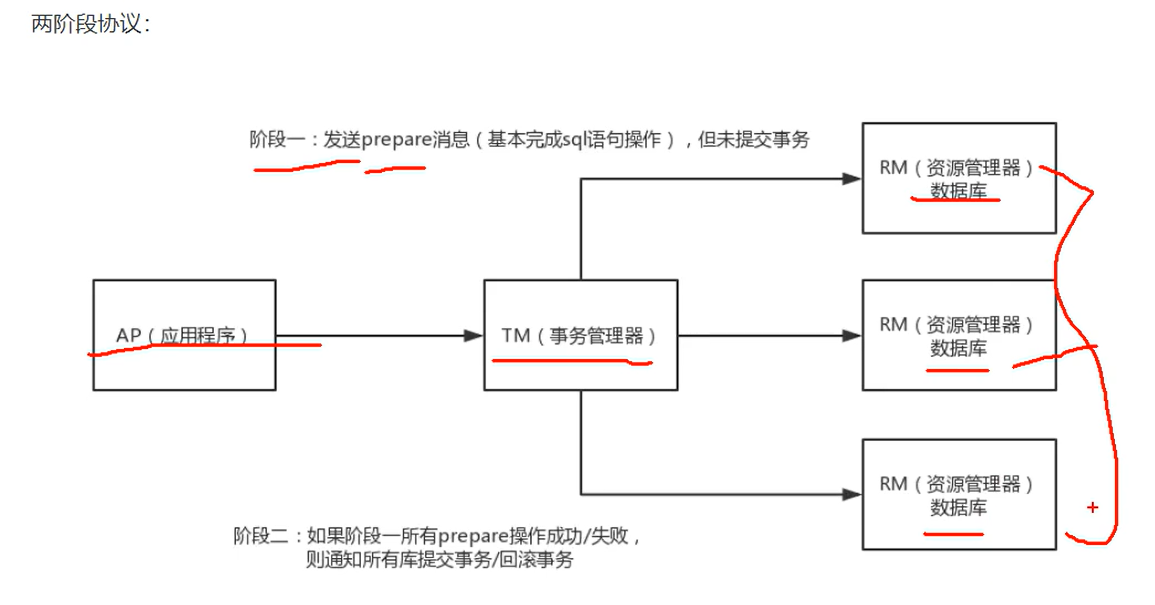 两阶段协议：
阶段一：发送prepare消息（基本完成sql语句操作），但未提交事务
RM（资源管理器）
数据库
AP（应用程序）
TM（事务管理器）
RM（资源管理器）
数据库
RM（资源管理器）
数据库
阶段二：如果阶段一所有prepare操作成功/失败，
则通知所有库提交事务/回滚事务